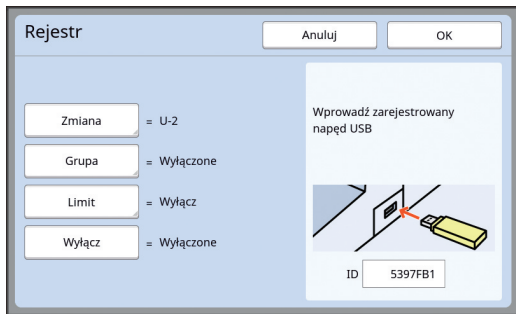 Rejestr
Anuluj
OK
Zmiana = U-2
Grupa = Wyłączone
Limit = Wyłącz
Wyłącz = Wyłączone
Wprowadź zarejestrowany
napęd USB
ID 5397FB1